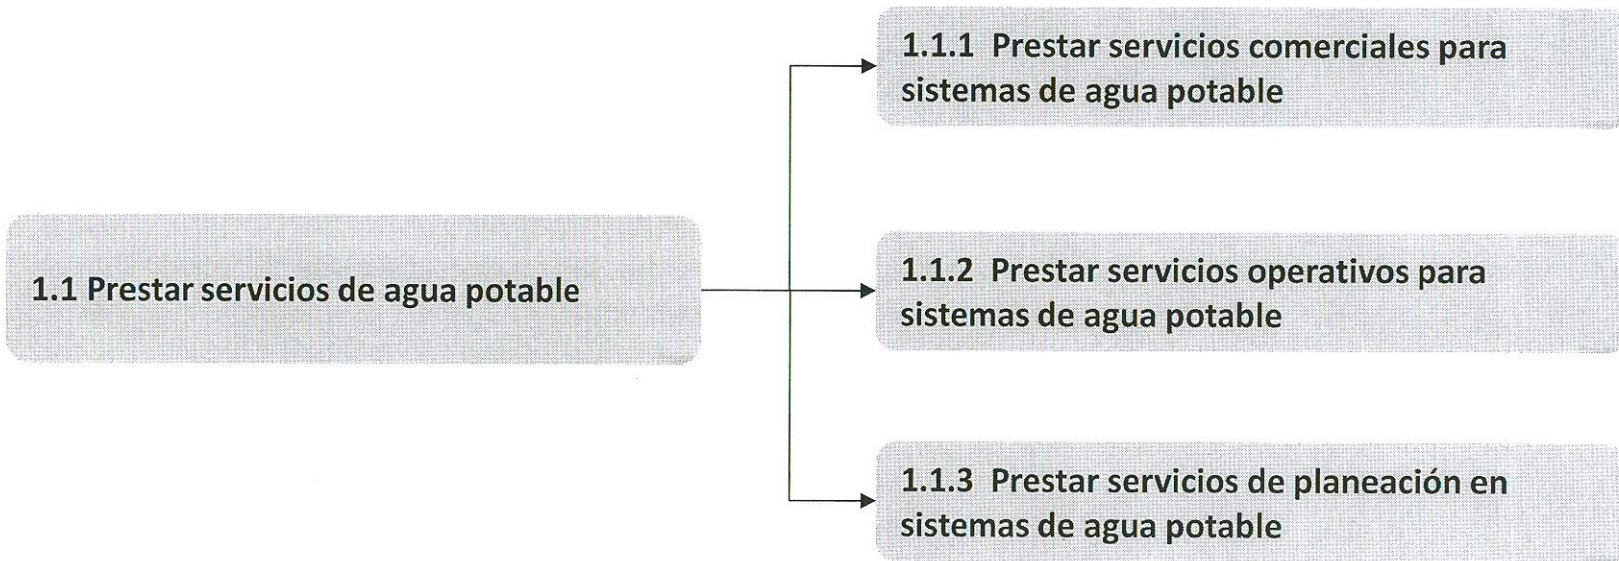 1.1.1 Prestar servicios comerciales para
sistemas de agua potable
1.1 Prestar servicios de agua potable
1.1.2 Prestar servicios operativos para
sistemas de agua potable
1.1.3 Prestar servicios de planeación en
sistemas de agua potable